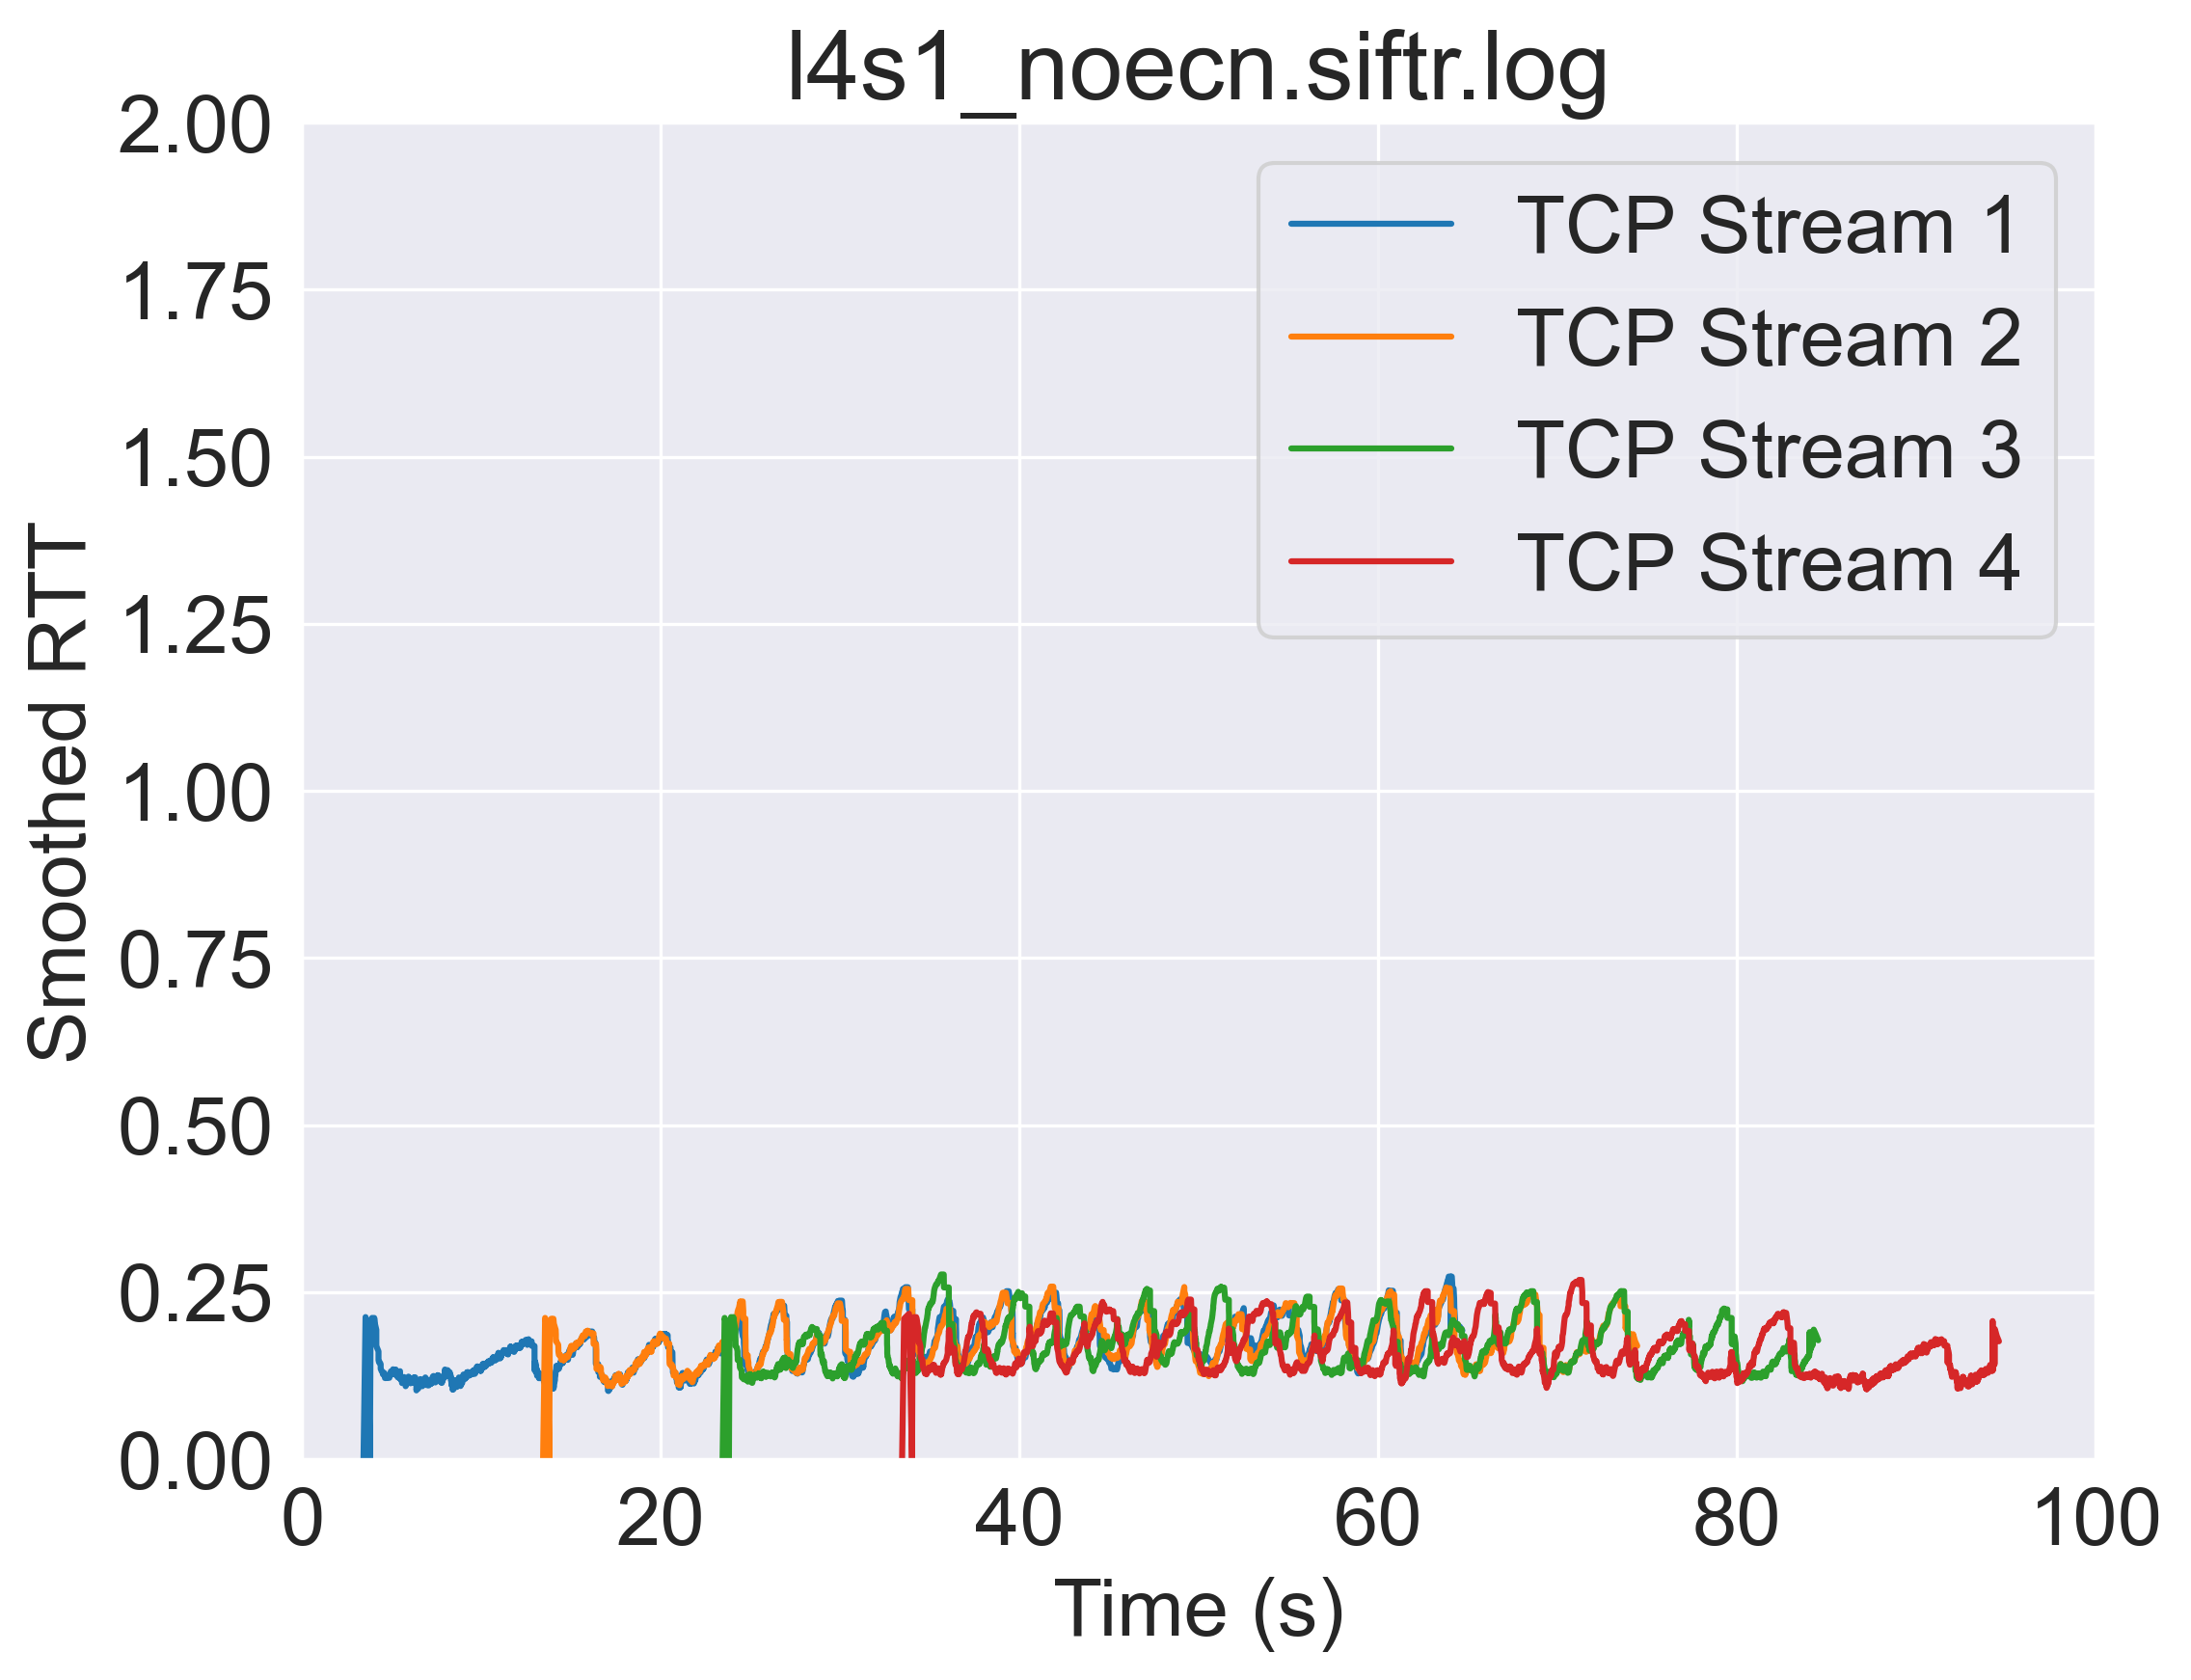 l4s1_noecn.siftr.log
2.00
1.75
1.50
1.25
1.00
0.75
0.50
0.25
0.00
Smoothed RTT
TCP Stream 1
TCP Stream 2
TCP Stream 3
TCP Stream 4
0 20 40 60 80 100
Time (s)